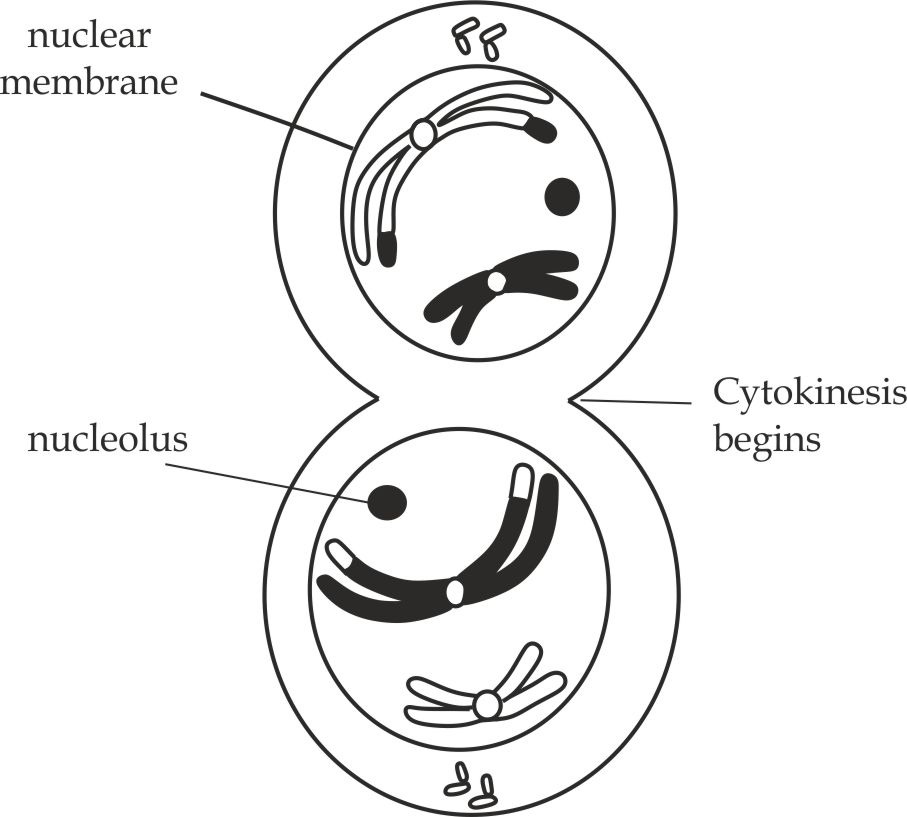 nuclear
membrane
Cytokinesis
begins
nucleolus